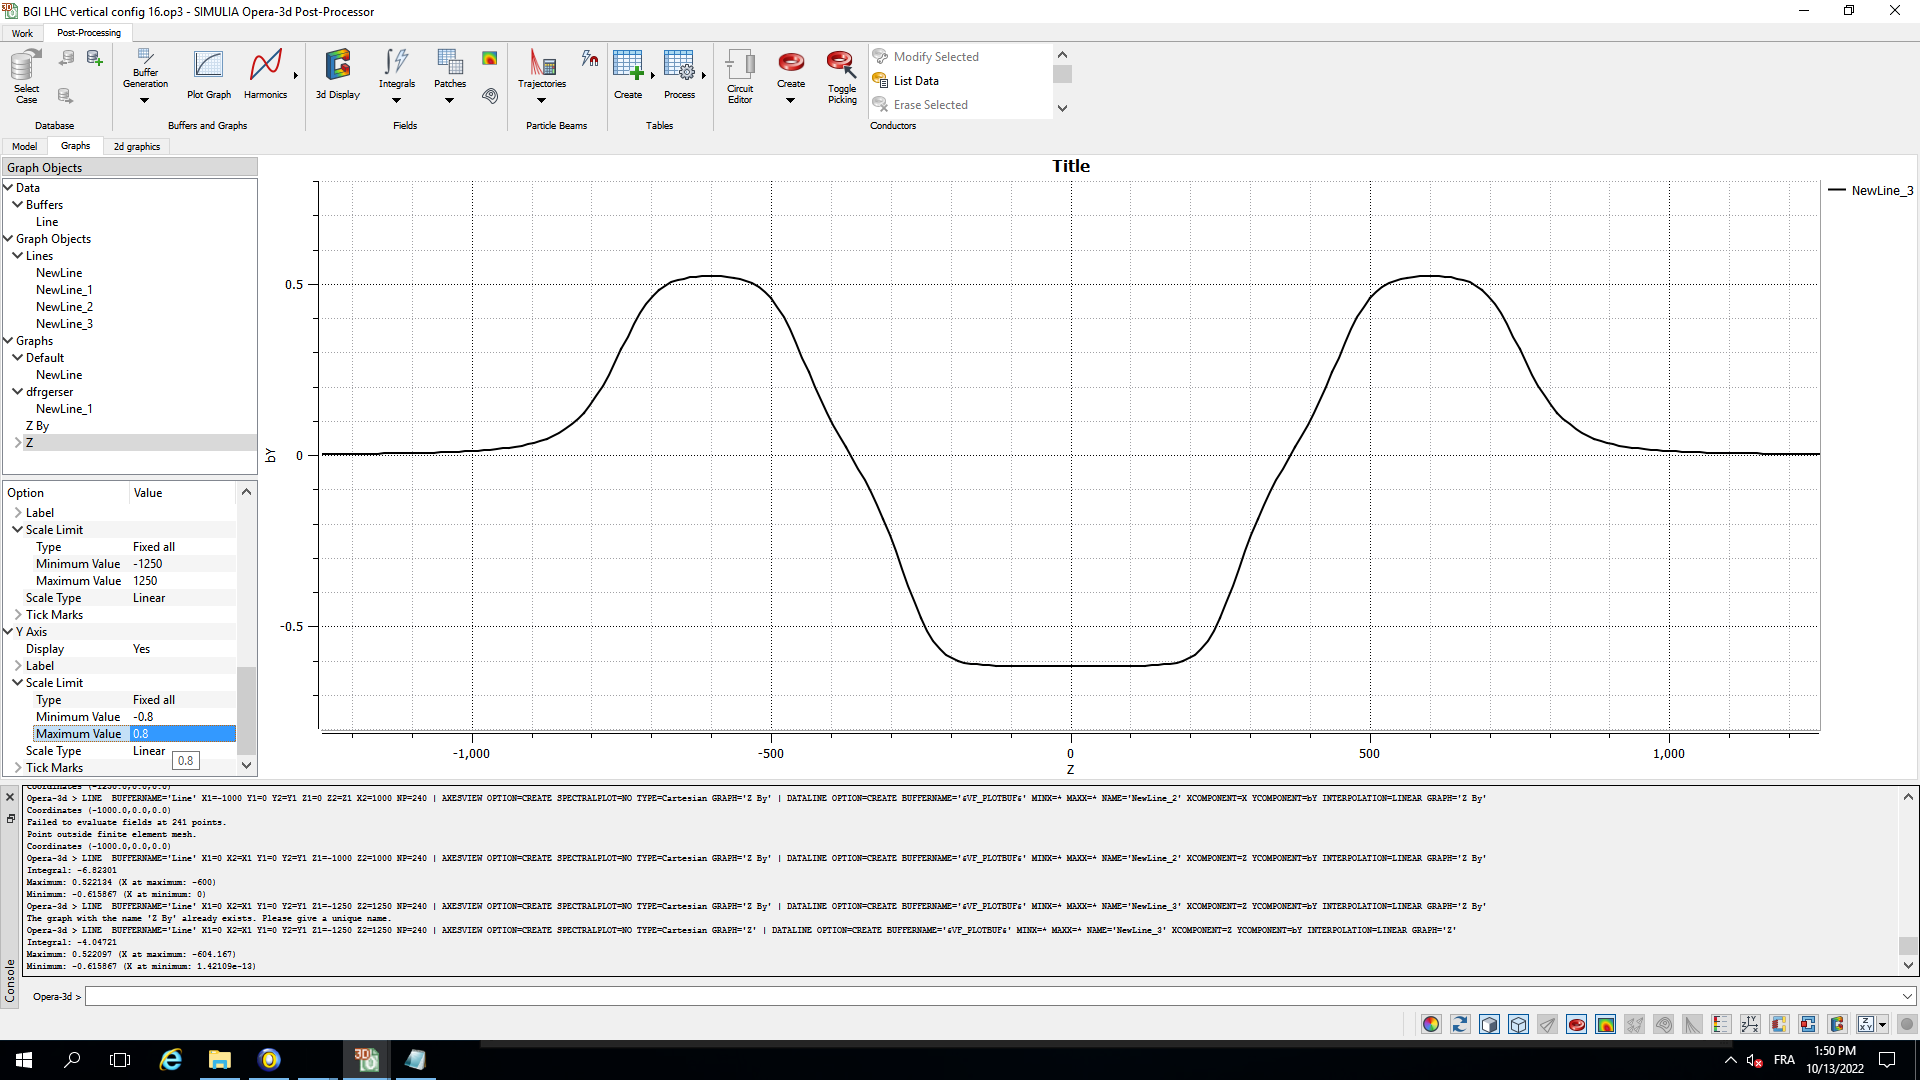 BGI LHC vertical config 16.op3 - SIMULIA Opera-3d Post-Processor
Work Post-Processing
Select Case
Buffer Generation
Plot Graph
Harmonics
3d Display
Integrals
Patches
Trajectories
Create
Process
Circuit Editor
Create
Toggle Picking
Modify Selected
List Data
Erase Selected
Database Buffers and Graphs Fields Particle Beams Tables Conductors
Model Graphs 2d graphics
Graph Objects
Data
Buffers
Line
Graph Objects
Lines
NewLine
NewLine_1
NewLine_2
NewLine_3
Graphs
Default
NewLine
dfrgerser
NewLine_1
Z By
Z
Option Value
Label
Scale Limit
Type Fixed all
Minimum Value -1250
Maximum Value 1250
Scale Type Linear
Tick Marks
Y Axis
Display Yes
Label
Scale Limit
Type Fixed all
Minimum Value -0.8
Maximum Value 0.8
Scale Type Linear
0.8
Tick Marks
Title
NewLine_3
0.5
0
-0.5
bY
-1,000 -500 0 500 1,000
Z
Coordinates (-1250.0,0.0,0.0)
Opera-3d > LINE BUFFERNAME='Line' X1=-1000 Y1=0 Y2=Y1 Z1=0 Z2=Z1 X2=1000 NP=240 | AXESVIEW OPTION=CREATE SPECTRALPLOT=NO TYPE=Cartesian GRAPH='Z By' | DATALINE OPTION=CREATE BUFFERNAME='&VF_PLOTBUF&' MINX=* MAXX=* NAME='NewLine_2' XCOMPONENT=X YCOMPONENT=bY INTERPOLATION=LINEAR GRAPH='Z By'
Coordinates (-1000.0,0.0,0.0)
Failed to evaluate fields at 241 points.
Point outside finite element mesh.
Coordinates (-1000.0,0.0,0.0)
Opera-3d > LINE BUFFERNAME='Line' X1=0 X2=X1 Y1=0 Y2=Y1 Z1=-1000 Z2=1000 NP=240 | AXESVIEW OPTION=CREATE SPECTRALPLOT=NO TYPE=Cartesian GRAPH='Z By' | DATALINE OPTION=CREATE BUFFERNAME='&VF_PLOTBUF&' MINX=* MAXX=* NAME='NewLine_2' XCOMPONENT=Z YCOMPONENT=bY INTERPOLATION=LINEAR GRAPH='Z By'
Integral: -6.82301
Maximum: 0.522134 (X at maximum: -600)
Minimum: -0.615867 (X at minimum: 0)
Opera-3d > LINE BUFFERNAME='Line' X1=0 X2=X1 Y1=0 Y2=Y1 Z1=-1250 Z2=1250 NP=240 | AXESVIEW OPTION=CREATE SPECTRALPLOT=NO TYPE=Cartesian GRAPH='Z By' | DATALINE OPTION=CREATE BUFFERNAME='&VF_PLOTBUF&' MINX=* MAXX=* NAME='NewLine_3' XCOMPONENT=Z YCOMPONENT=bY INTERPOLATION=LINEAR GRAPH='Z By'
The graph with the name 'Z By' already exists. Please give a unique name.
Opera-3d > LINE BUFFERNAME='Line' X1=0 X2=X1 Y1=0 Y2=Y1 Z1=-1250 Z2=1250 NP=240 | AXESVIEW OPTION=CREATE SPECTRALPLOT=NO TYPE=Cartesian GRAPH='Z' | DATALINE OPTION=CREATE BUFFERNAME='&VF_PLOTBUF&' MINX=* MAXX=* NAME='NewLine_3' XCOMPONENT=Z YCOMPONENT=bY INTERPOLATION=LINEAR GRAPH='Z'
Integral: -4.04721
Maximum: 0.522097 (X at maximum: -604.167)
Minimum: -0.615867 (X at minimum: 1.42109e-13)
Console
Opera-3d >
FRA
1:50 PM
10/13/2022